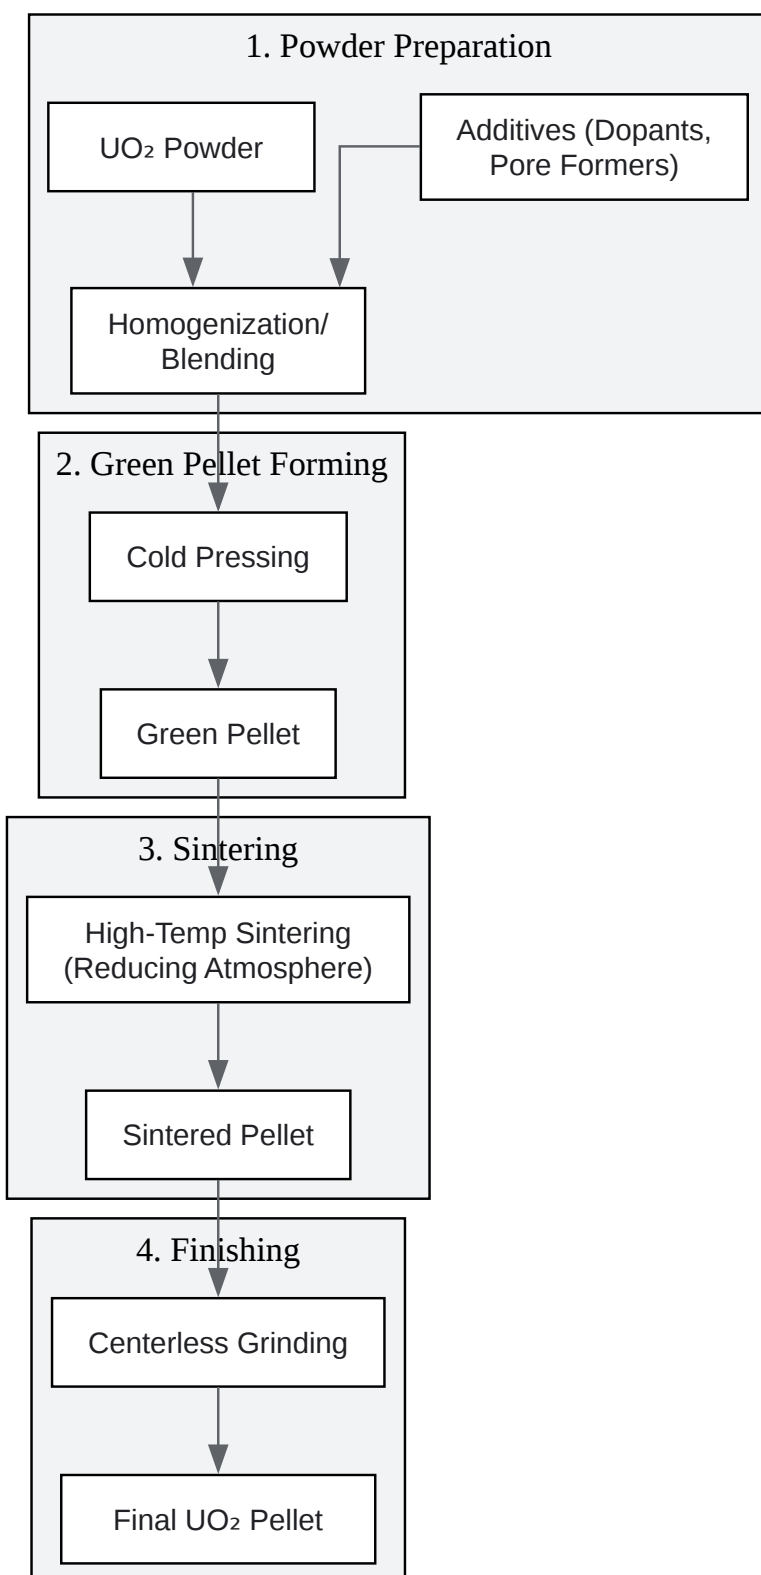 1. Powder Preparation
UO₂ Powder
Additives (Dopants,
Pore Formers)
Homogenization/
Blending
2. Green Pellet Forming
Cold Pressing
Green Pellet
3. Sintering
High-Temp Sintering
(Reducing Atmosphere)
Sintered Pellet
4. Finishing
Centerless Grinding
Final UO₂ Pellet